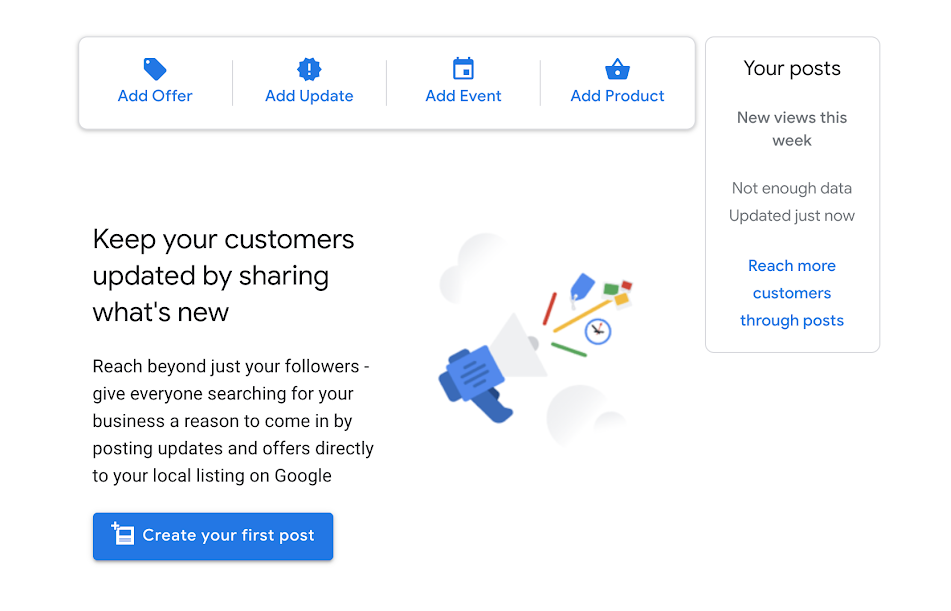 Add Offer
Add Update
Add Event
Add Product
Keep your customers
updated by sharing
what's new
Reach beyond just your followers -
give everyone searching for your
business a reason to come in by
posting updates and offers directly
to your local listing on Google
Create your first post
Your posts
New views this
week
Not enough data
Updated just now
Reach more
customers
through posts